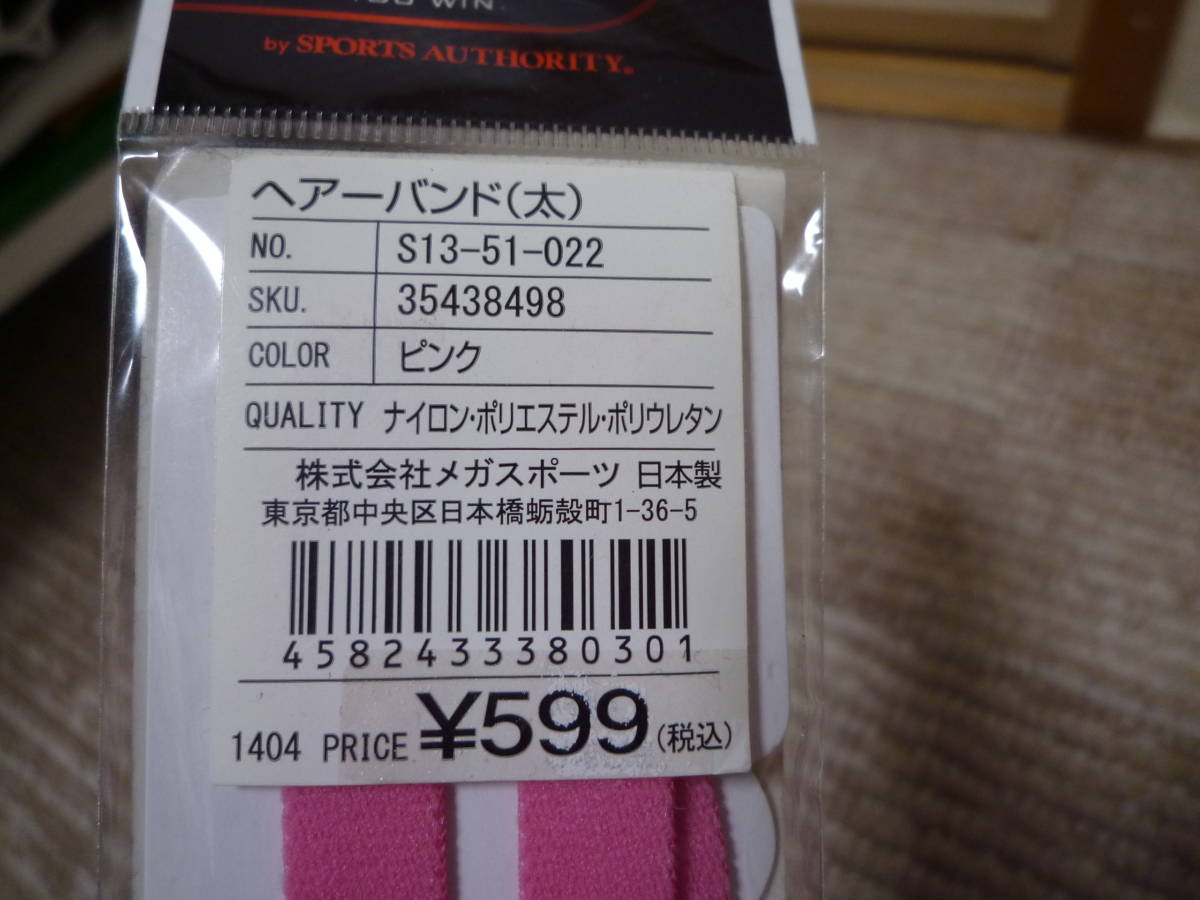 WIN
by SPORTS AUTHORITY®
ヘアーバンド(太)
NO. S13-51-022
SKU. 35438498
COLOR ピンク
QUALITY ナイロン・ポリエステル・ポリウレタン
株式会社メガスポーツ 日本製
東京都中央区日本橋蛎殻町1-36-5
4582433380301
1404 PRICE ¥599(税込)